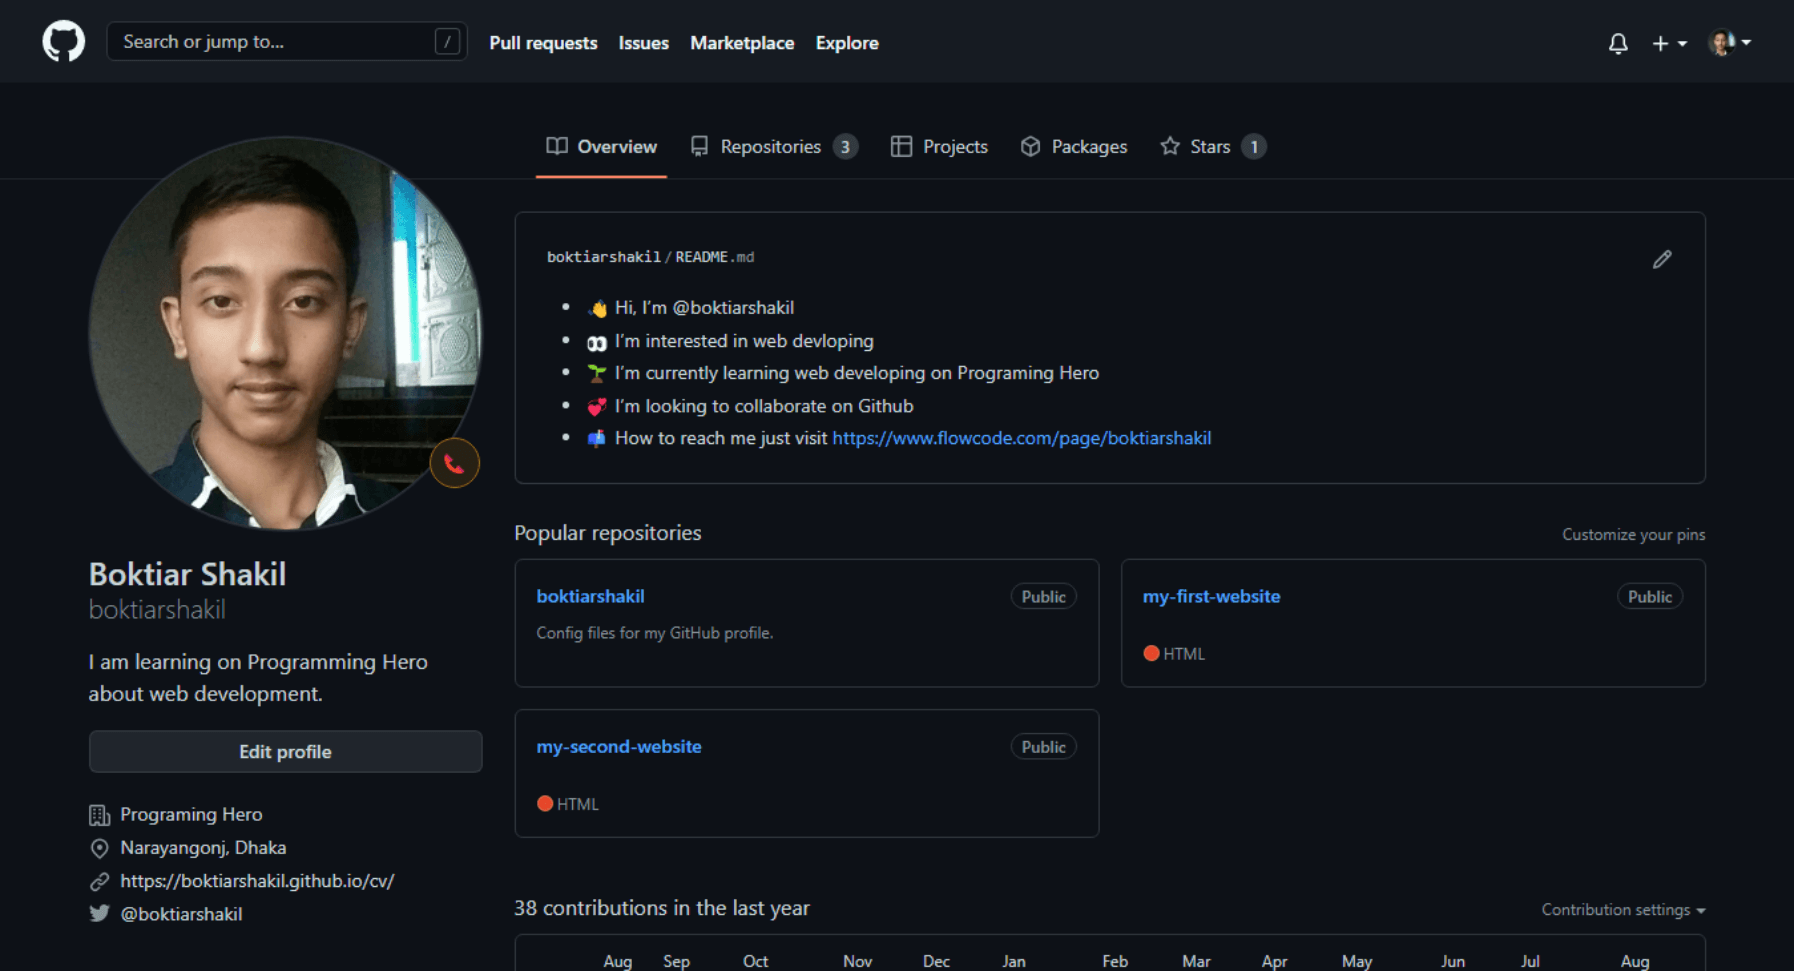 Search or jump to... /
Pull requests Issues Marketplace Explore
Overview Repositories 3 Projects Packages Stars 1
boktiarshakil/README.md
👋 Hi, I’m @boktiarshakil
👀 I’m interested in web devloping
🌱 I’m currently learning web developing on Programing Hero
💞️ I’m looking to collaborate on Github
📫 How to reach me just visit https://www.flowcode.com/page/boktiarshakil
Boktiar Shakil
boktiarshakil
I am learning on Programming Hero
about web development.
Edit profile
Programing Hero
Narayangonj, Dhaka
https://boktiarshakil.github.io/cv/
@boktiarshakil
Popular repositories
Customize your pins
boktiarshakil Public
Config files for my GitHub profile.
my-first-website Public
HTML
my-second-website Public
HTML
38 contributions in the last year
Contribution settings
Aug Sep Oct Nov Dec Jan Feb Mar Apr May Jun Jul Aug